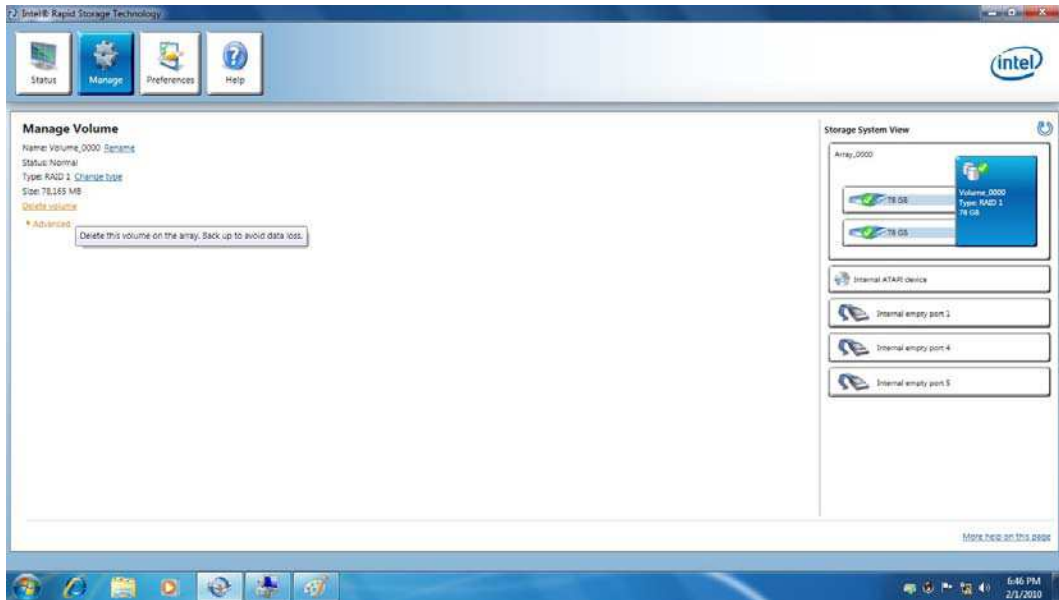 Intel® Rapid Storage Technology
Status
Manage
Preferences
Help
intel
Manage Volume
Name: Volume_0000 Rename
Status: Normal
Type: RAID 1 Change type
Size: 78,165 MB
Delete volume
Advanced
Delete this volume on the array. Back up to avoid data loss.
Storage System View
Array_0000
78 GB
78 GB
Volume_0000
Type: RAID 1
78 GB
Internal ATAPI device
Internal empty port 1
Internal empty port 4
Internal empty port 5
More help on this page
6:46 PM
2/1/2010